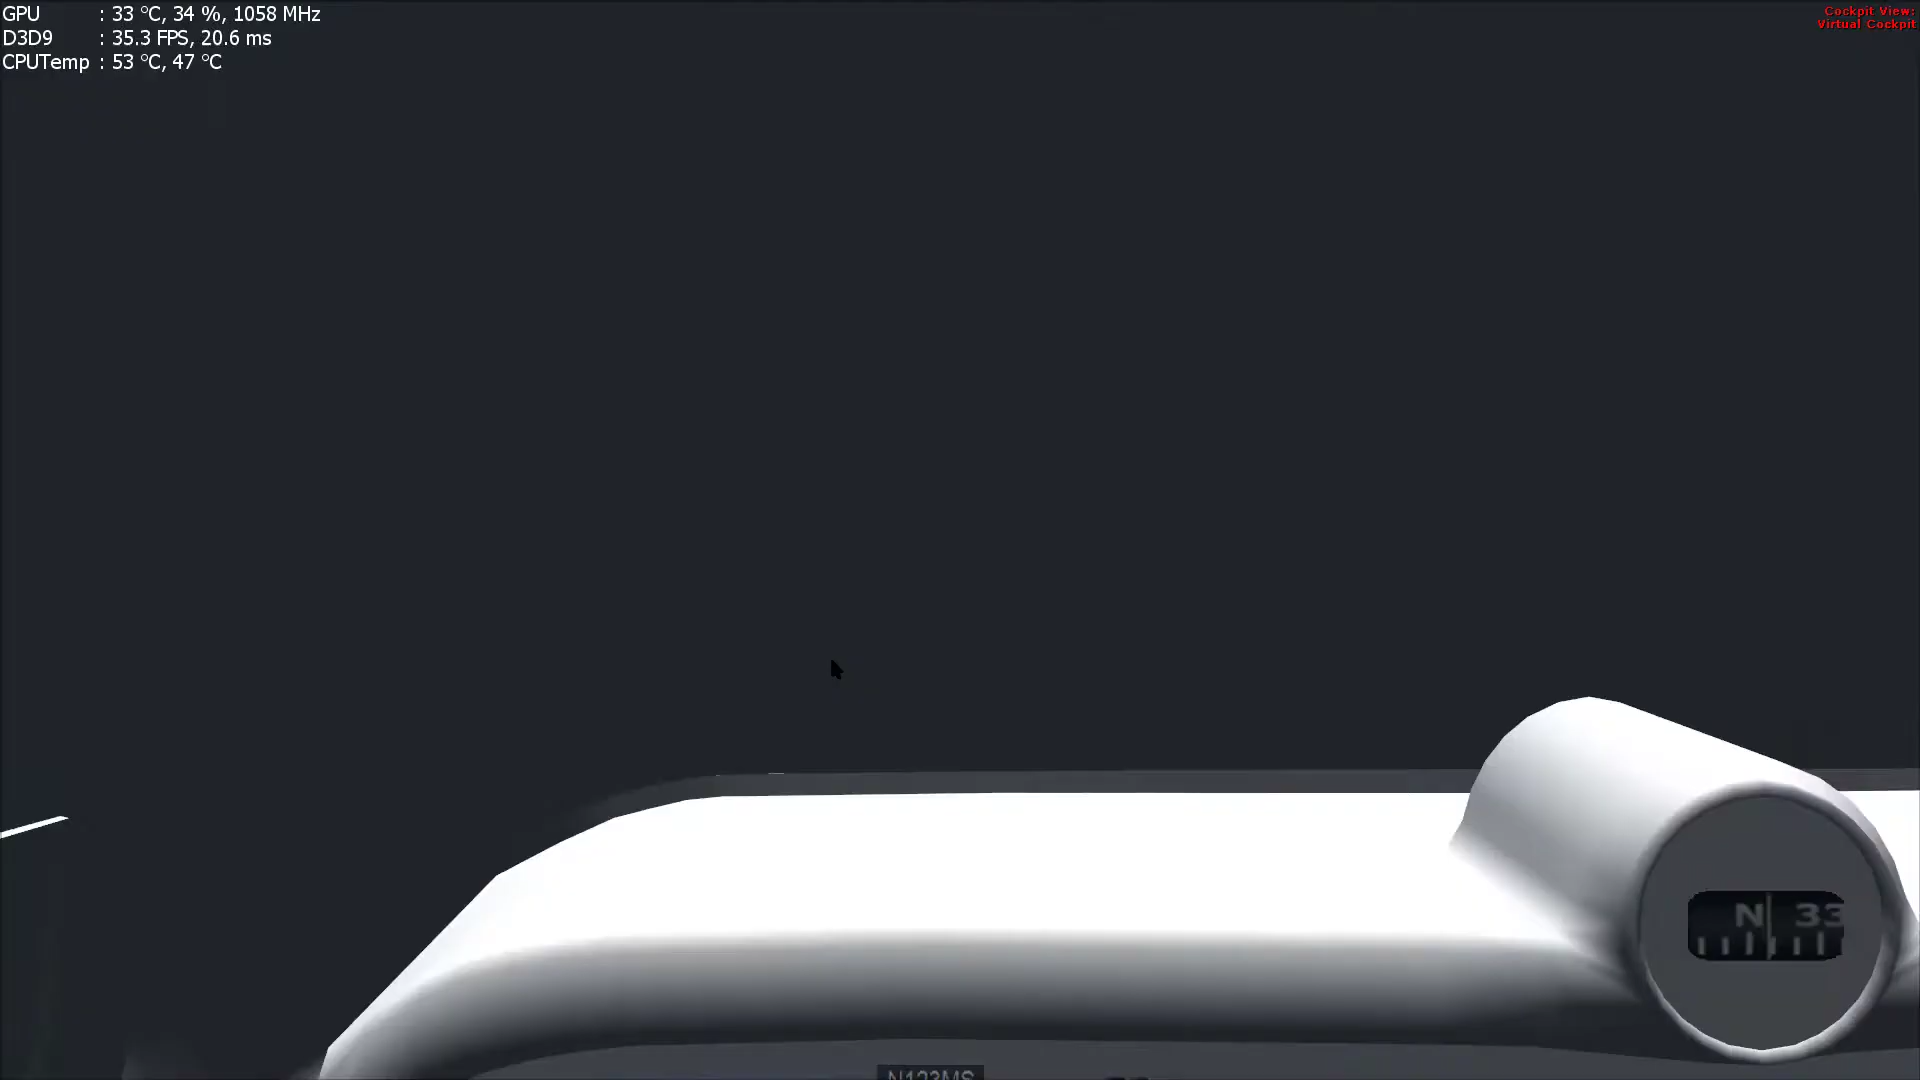 GPU : 33 °C, 34 %, 1058 MHz
D3D9 : 35.3 FPS, 20.6 ms
CPUTemp : 53 °C, 47 °C
Cockpit View:
Virtual Cockpit
N 33
N123MS